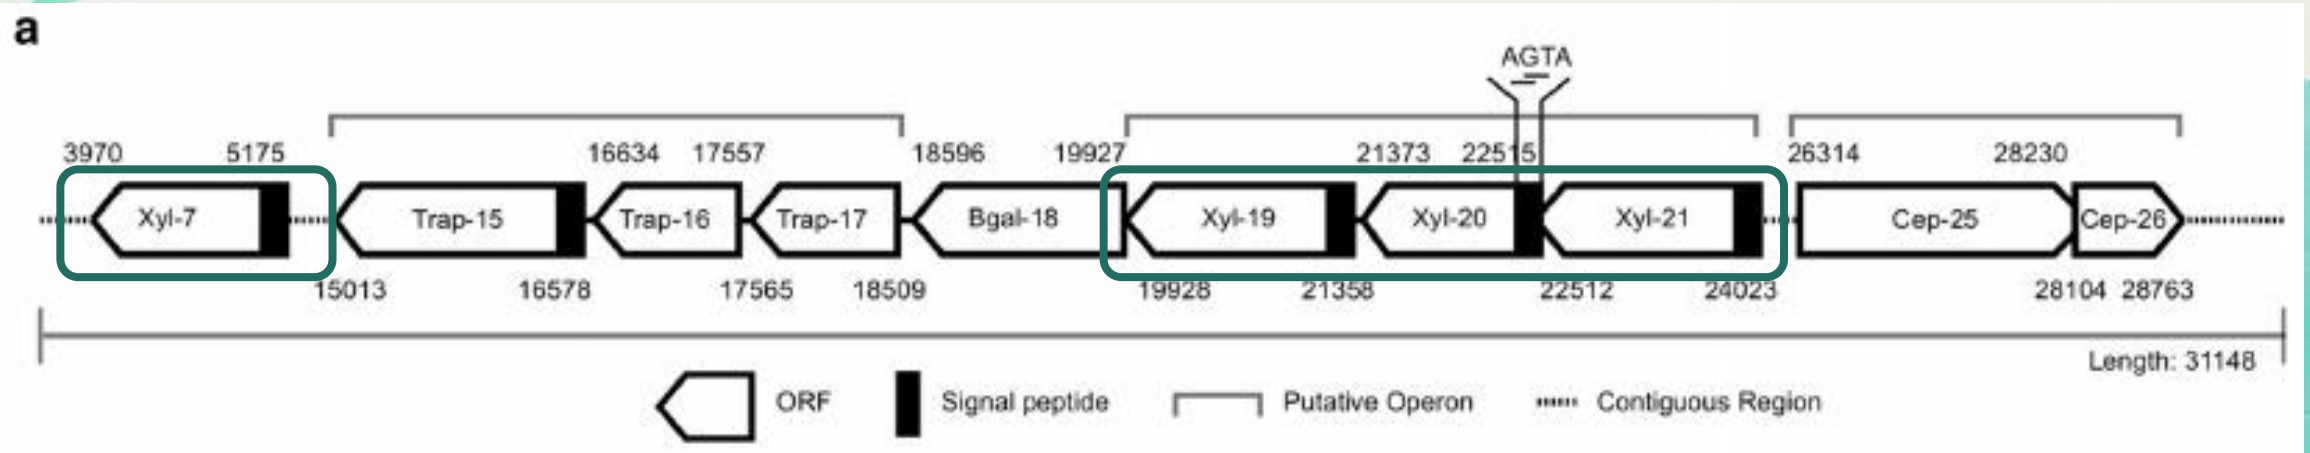 a
AGTA
3970 5175 16634 17557 18596 19927 21373 22515 26314 28230
Xyl-7 Trap-15 Trap-16 Trap-17 Bgal-18 Xyl-19 Xyl-20 Xyl-21 Cep-25 Cep-26
15013 16578 17565 18509 19928 21358 22512 24023 28104 28763
Length: 31148
ORF Signal peptide Putative Operon Contiguous Region